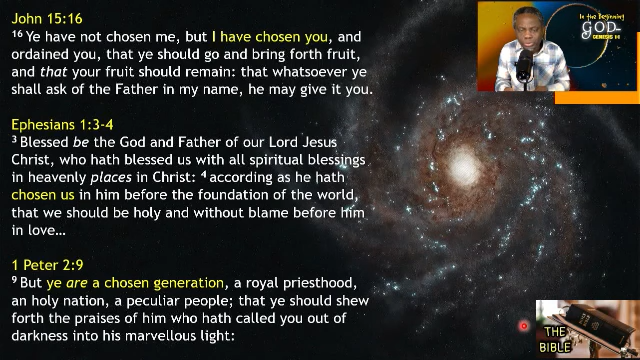 John 15:16
16 Ye have not chosen me, but I have chosen you, and
ordained you, that ye should go and bring forth fruit,
and that your fruit should remain: that whatsoever ye
shall ask of the Father in my name, he may give it you.
Ephesians 1:3-4
3 Blessed be the God and Father of our Lord Jesus
Christ, who hath blessed us with all spiritual blessings
in heavenly places in Christ: 4 according as he hath
chosen us in him before the foundation of the world,
that we should be holy and without blame before him
in love…
1 Peter 2:9
9 But ye are a chosen generation, a royal priesthood,
an holy nation, a peculiar people; that ye should shew
forth the praises of him who hath called you out of
darkness into his marvellous light:
In the Beginning
GOD
GENESIS 1:1
THE
BIBLE